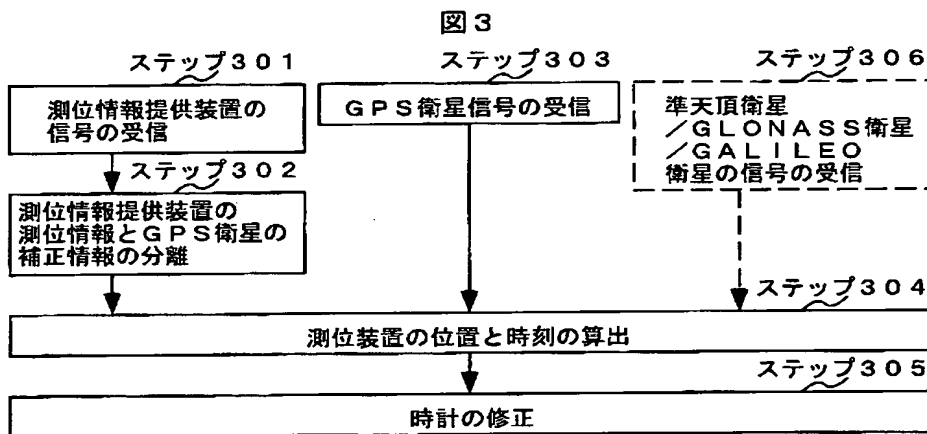 図3
ステップ301
測位情報提供装置の
信号の受信
ステップ302
測位情報提供装置の
測位情報とGPS衛星の
補正情報の分離
ステップ303
GPS衛星信号の受信
ステップ306
準天頂衛星
/GLONASS衛星
/GALILEO
衛星の信号の受信
ステップ304
測位装置の位置と時刻の算出
ステップ305
時計の修正